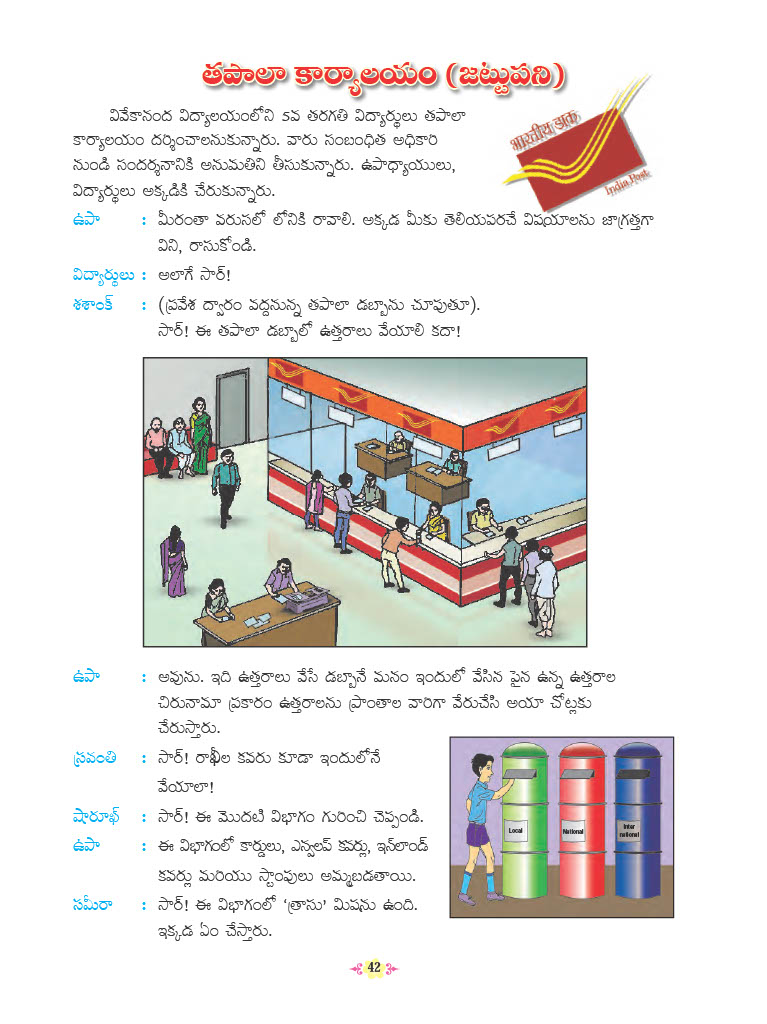 తపాలా కార్యాలయం (జట్టుపని)
వివేకానంద విద్యాలయంలోని 5వ తరగతి విద్యార్థులు తపాలా
కార్యాలయం దర్శించాలనుకున్నారు. వారు సంబంధిత అధికారి
నుండి సందర్శనానికి అనుమతిని తీసుకున్నారు. ఉపాధ్యాయులు,
విద్యార్థులు అక్కడికి చేరుకున్నారు.
भारतीय डाक
India Post
ఉపా : మీరంతా వరుసలో లోనికి రావాలి. అక్కడ మీకు తెలియపరచే విషయాలను జాగ్రత్తగా
విని, రాసుకోండి.
విద్యార్థులు : అలాగే సార్!
శశాంక్ : (ప్రవేశ ద్వారం వద్దనున్న తపాలా డబ్బాను చూపుతూ).
సార్! ఈ తపాలా డబ్బాలో ఉత్తరాలు వేయాలి కదా!
ఉపా : అవును. ఇది ఉత్తరాలు వేసే డబ్బానే మనం ఇందులో వేసిన పైన ఉన్న ఉత్తరాల
చిరునామా ప్రకారం ఉత్తరాలను ప్రాంతాల వారిగా వేరుచేసి అయా చోట్లకు
చేరుస్తారు.
స్రవంతి : సార్! రాఖీల కవరు కూడా ఇందులోనే
వేయాలా!
షారూఖ్ : సార్! ఈ మొదటి విభాగం గురించి చెప్పండి.
ఉపా : ఈ విభాగంలో కార్డులు, ఎన్వలప్ కవర్లు, ఇన్‌లాండ్
కవర్లు మరియు స్టాంపులు అమ్మబడతాయి.
సమీరా : సార్! ఈ విభాగంలో ‘త్రాసు’ మిషను ఉంది.
ఇక్కడ ఏం చేస్తారు.
Local
National
Inter
national
42